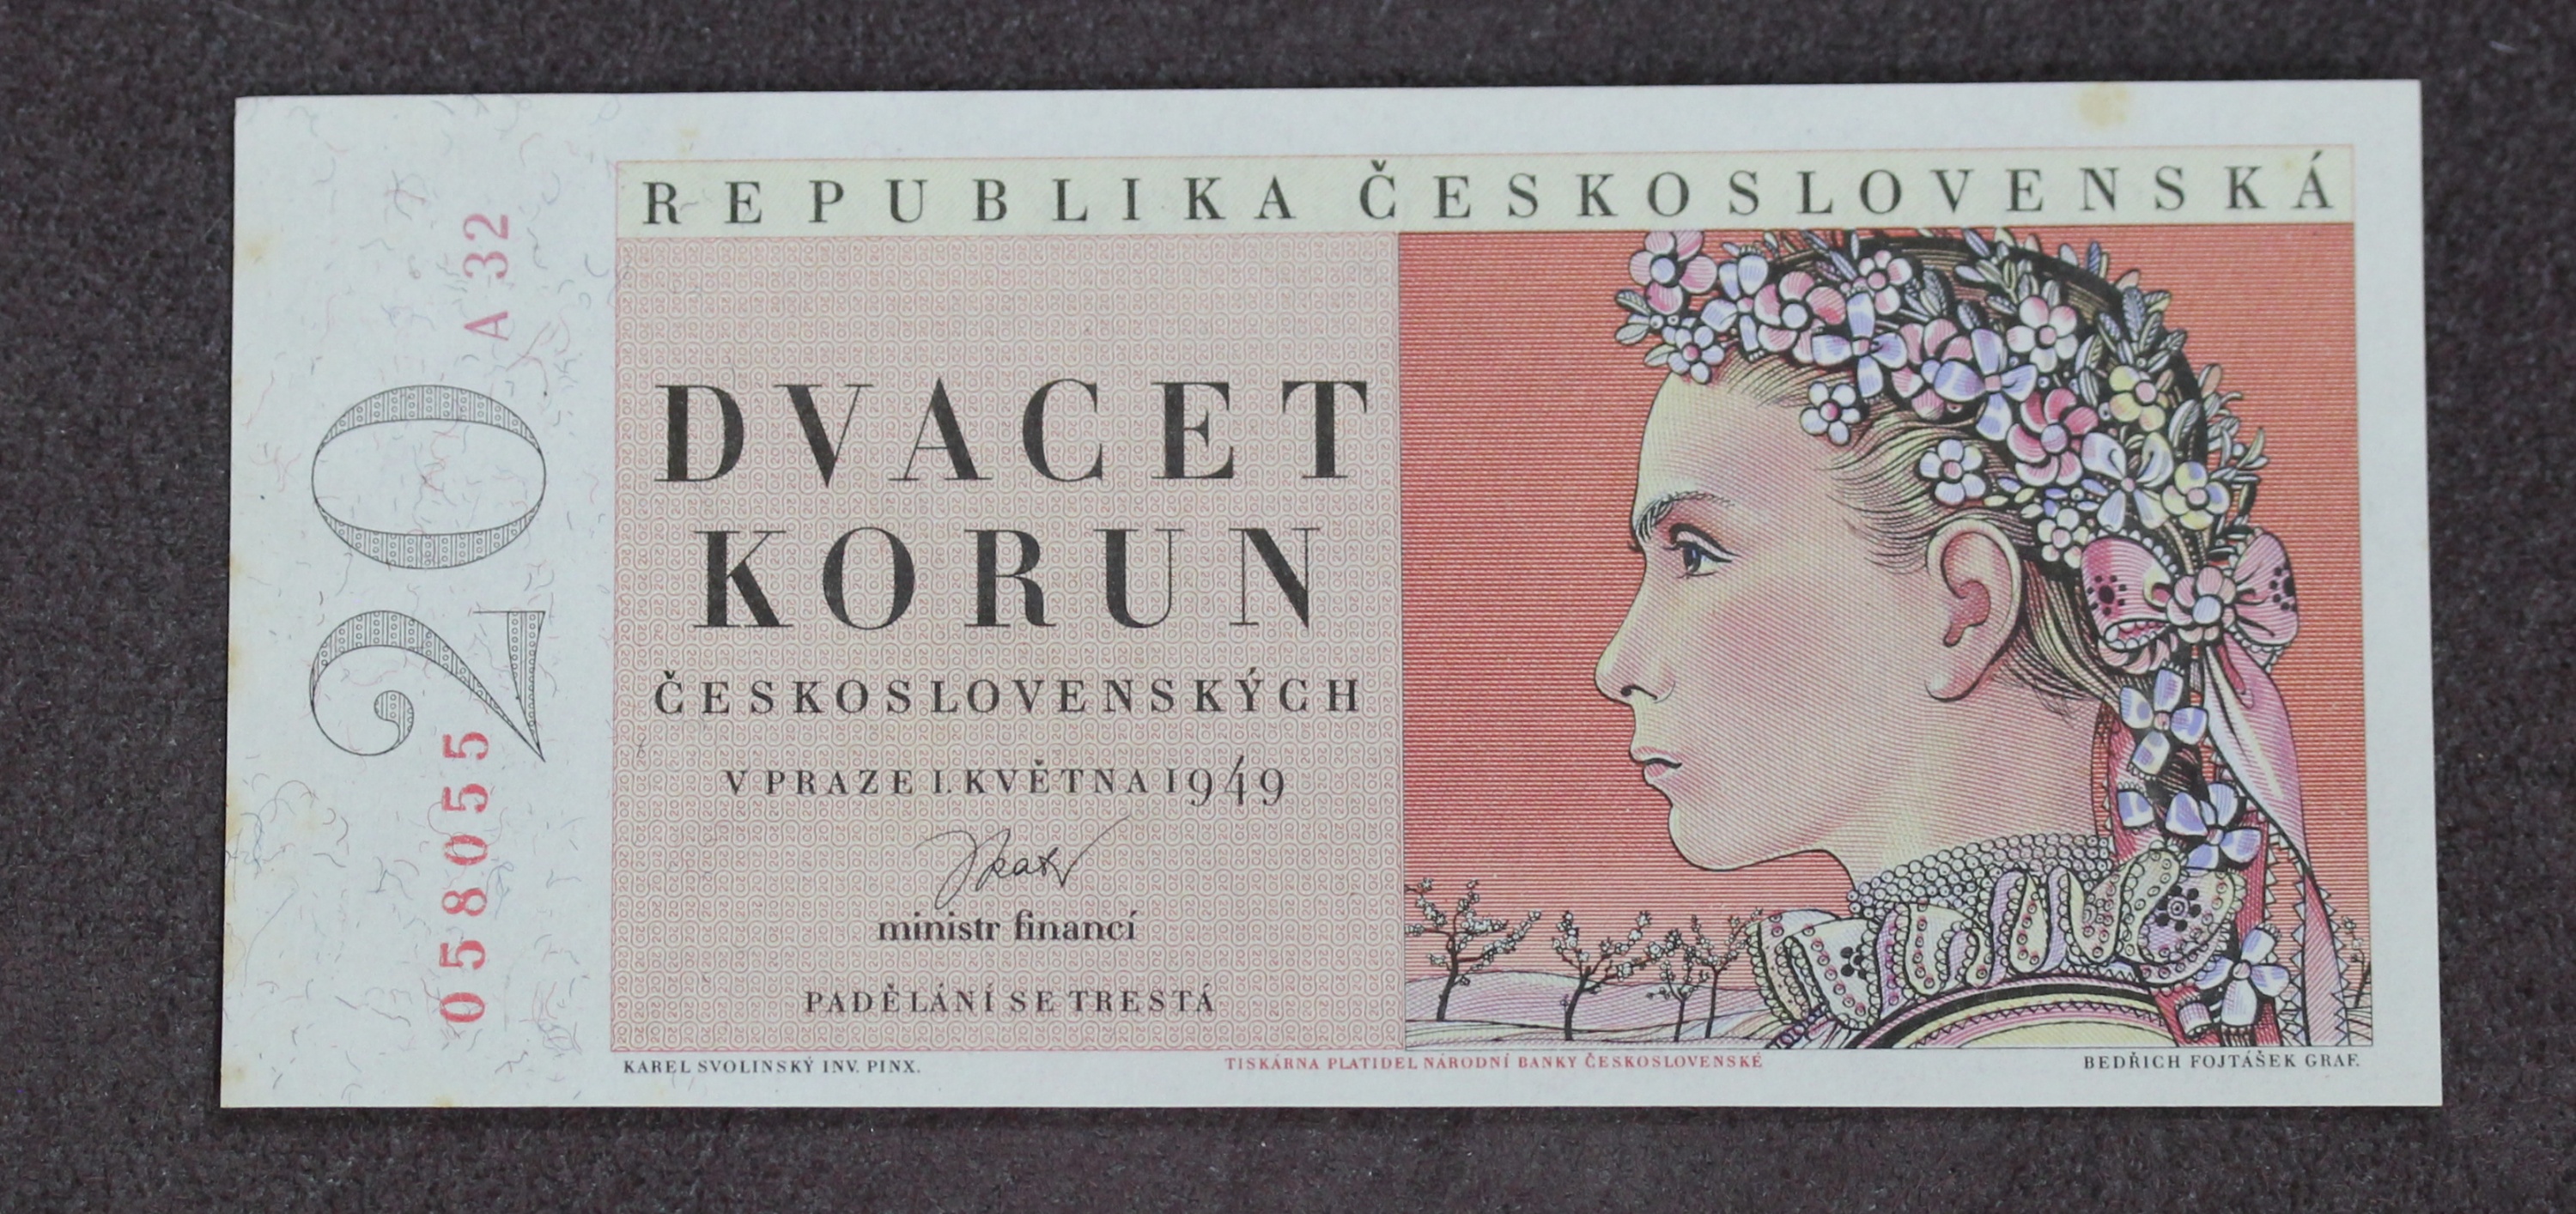 REPUBLIKA ČESKOSLOVENSKÁ
A 32
20
058055
DVACET
KORUN
ČESKOSLOVENSKÝCH
V PRAZE 1. KVĚTNA 1949
ministr financí
PADĚLÁNÍ SE TRESTÁ
KAREL SVOLINSKÝ INV. PINX.
TISKÁRNA PLATIDEL NÁRODNÍ BANKY ČESKOSLOVENSKÉ
BEDŘICH FOJTÁŠEK GRAF.